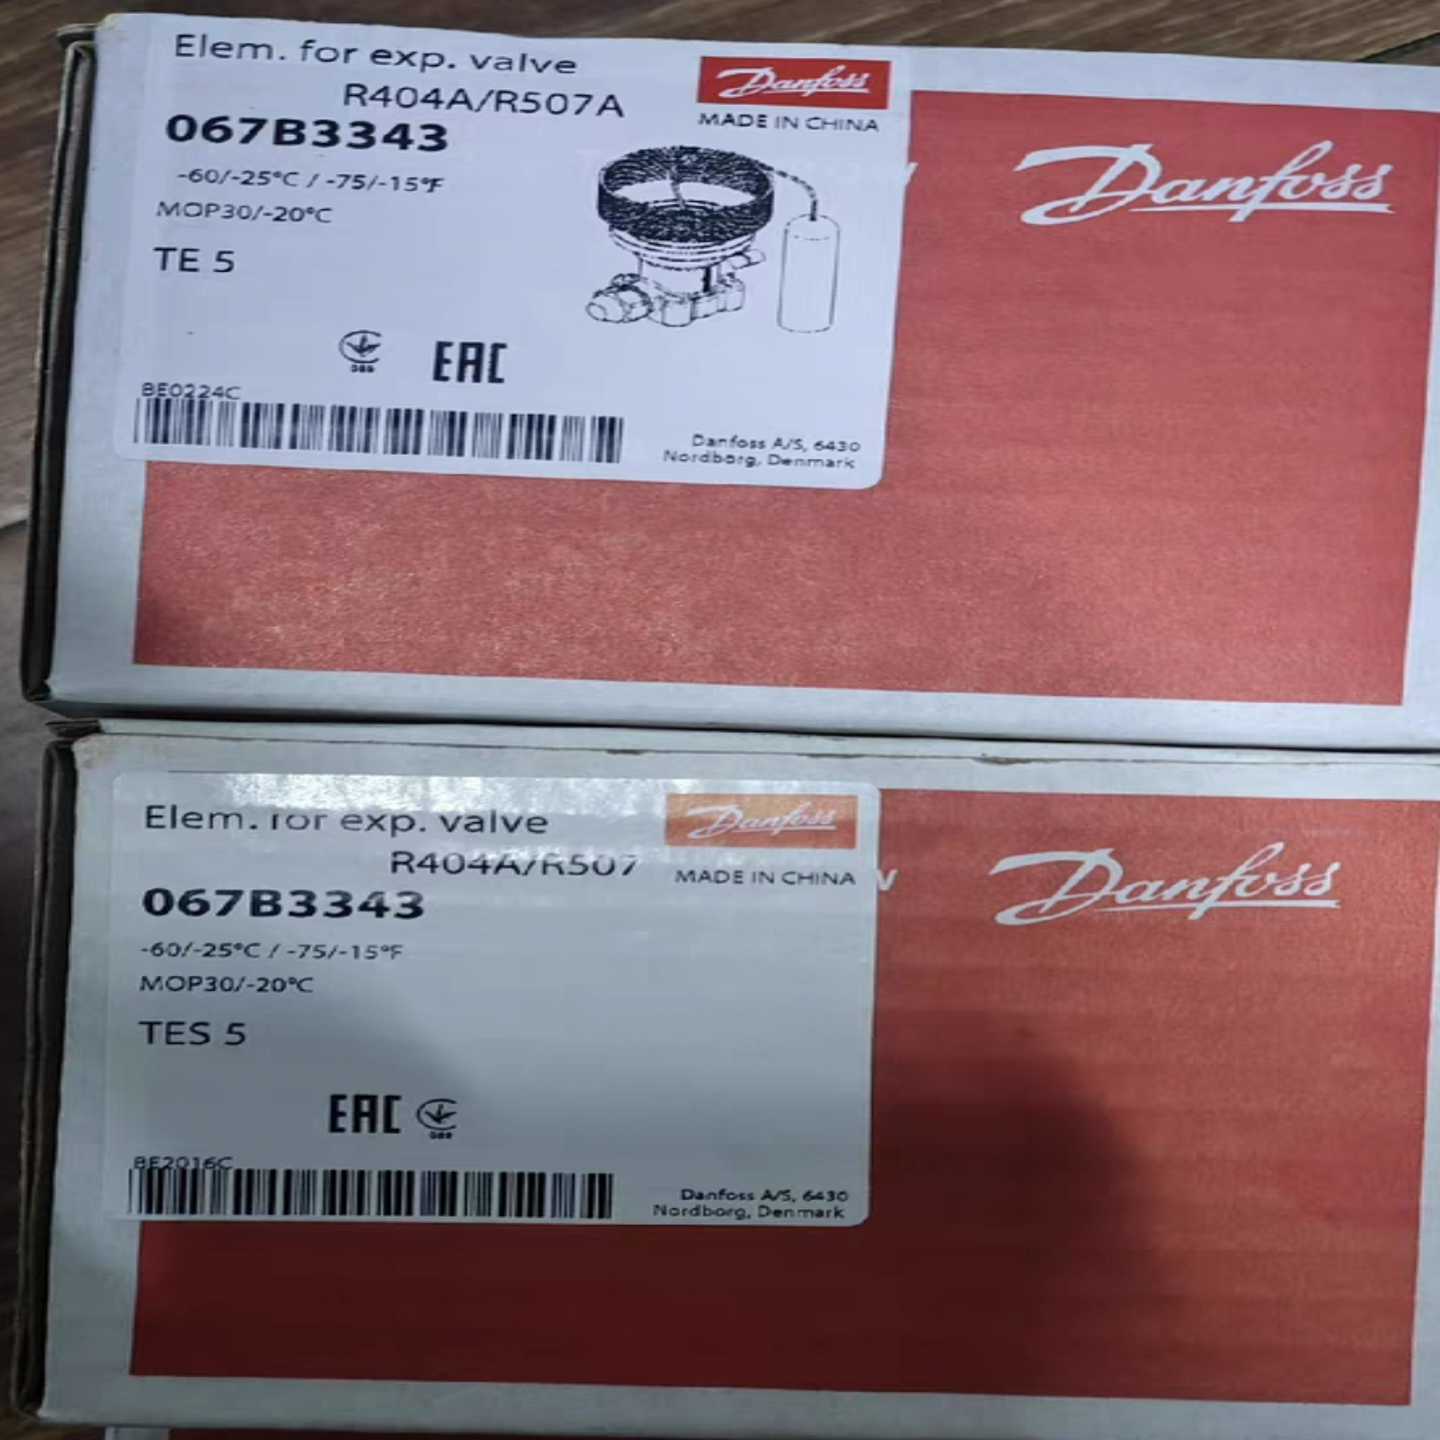 Elem. for exp. valve
R404A/R507A
067B3343
-60/-25°C / -75/-15°F
MOP30/-20°C
TE 5
Danfoss
MADE IN CHINA
EAC
BE0224C
Danfoss A/S, 6430
Nordborg, Denmark
Danfoss
Elem. for exp. valve
R404A/R507
067B3343
-60/-25°C / -75/-15°F
MOP30/-20°C
TES 5
Danfoss
MADE IN CHINA
EAC
BE2016C
Danfoss A/S, 6430
Nordborg, Denmark
Danfoss